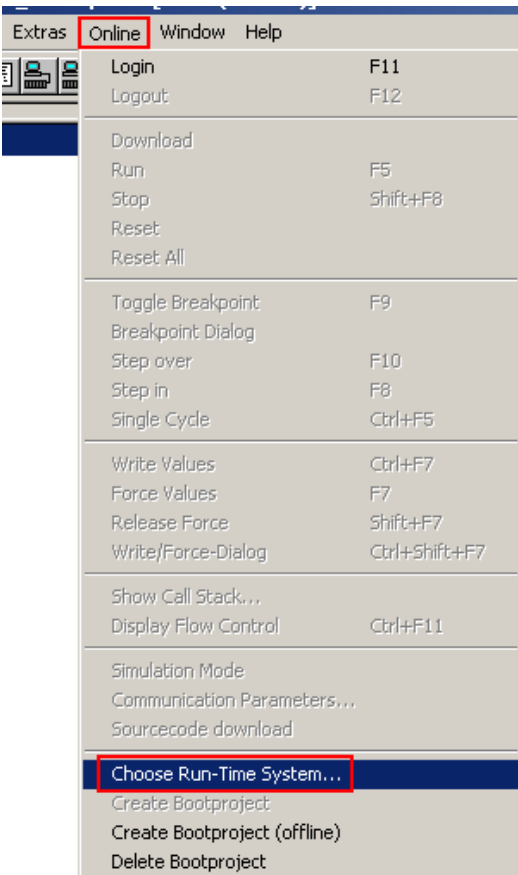 Extras Online Window Help
Login F11
Logout F12
Download
Run F5
Stop Shift+F8
Reset
Reset All
Toggle Breakpoint F9
Breakpoint Dialog
Step over F10
Step in F8
Single Cycle Ctrl+F5
Write Values Ctrl+F7
Force Values F7
Release Force Shift+F7
Write/Force-Dialog Ctrl+Shift+F7
Show Call Stack...
Display Flow Control Ctrl+F11
Simulation Mode
Communication Parameters...
Sourcecode download
Choose Run-Time System...
Create Bootproject
Create Bootproject (offline)
Delete Bootproject